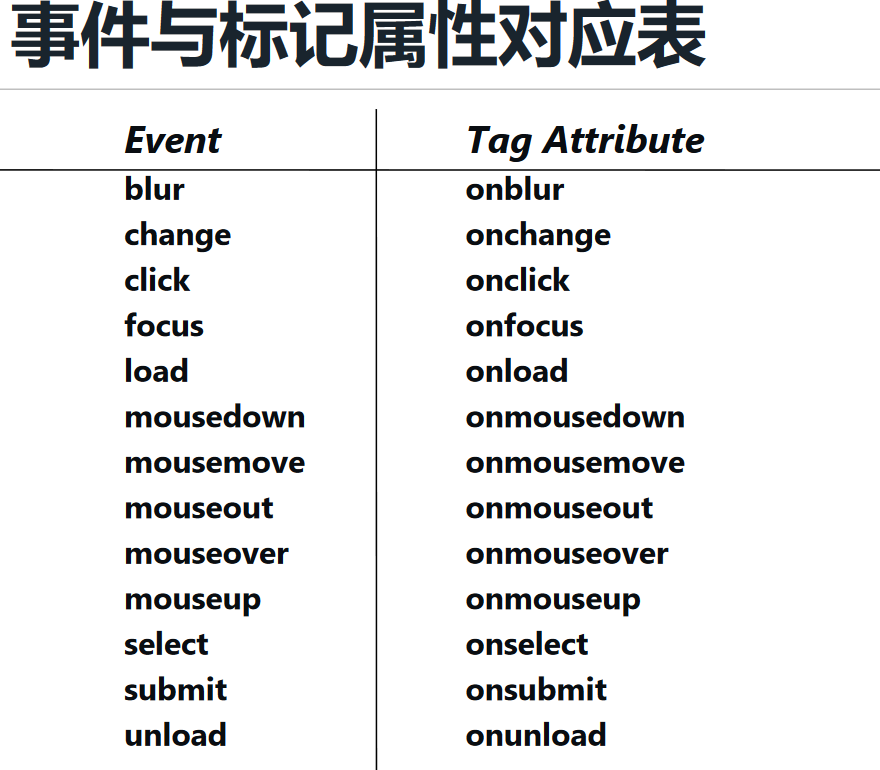 事件与标记属性对应表
Event Tag Attribute
blur onblur
change onchange
click onclick
focus onfocus
load onload
mousedown onmousedown
mousemove onmousemove
mouseout onmouseout
mouseover onmouseover
mouseup onmouseup
select onselect
submit onsubmit
unload onunload